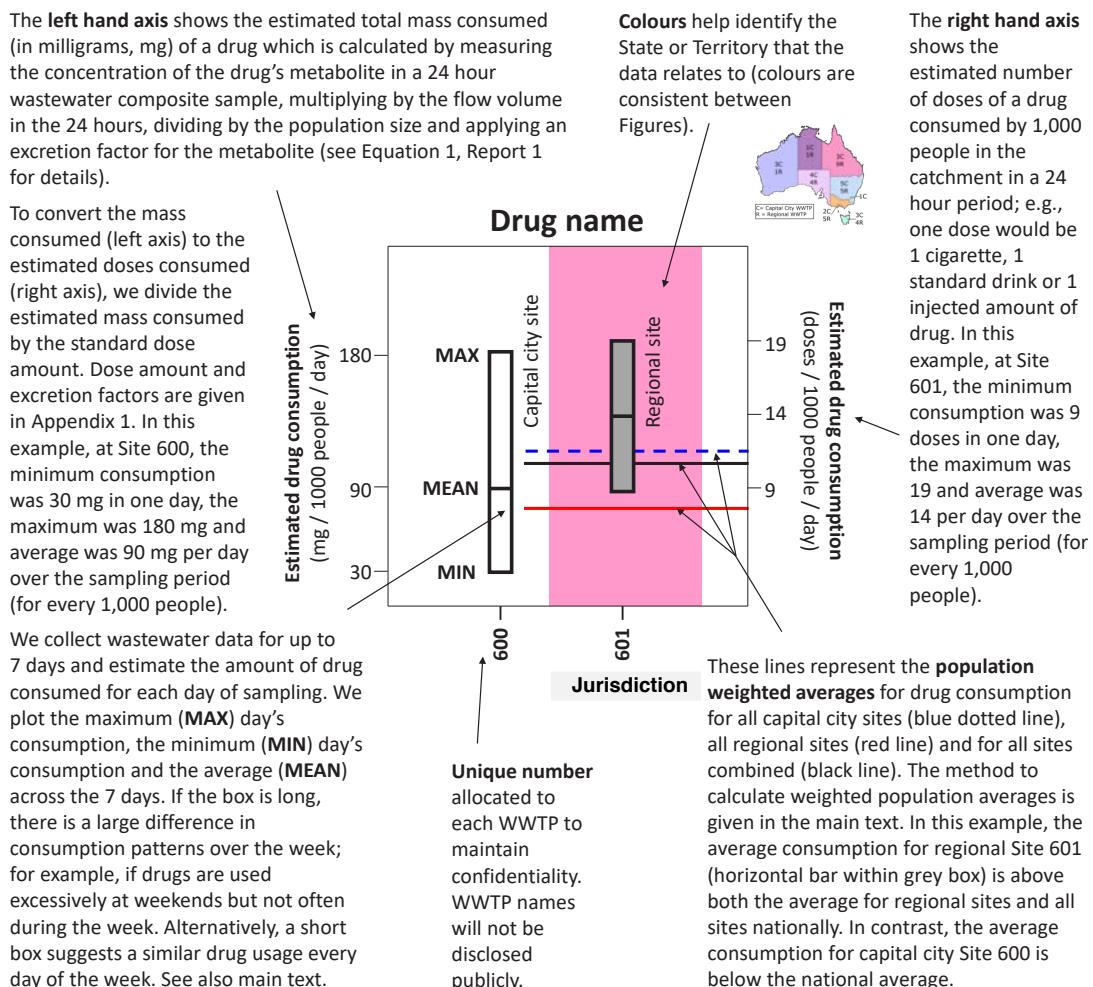 The left hand axis shows the estimated total mass consumed
(in milligrams, mg) of a drug which is calculated by measuring
the concentration of the drug's metabolite in a 24 hour
wastewater composite sample, multiplying by the flow volume
in the 24 hours, dividing by the population size and applying an
excretion factor for the metabolite (see Equation 1, Report 1
for details).
To convert the mass
consumed (left axis) to the
estimated doses consumed
(right axis), we divide the
estimated mass consumed
by the standard dose
amount. Dose amount and
excretion factors are given
in Appendix 1. In this
example, at Site 600, the
minimum consumption
was 30 mg in one day, the
maximum was 180 mg and
average was 90 mg per day
over the sampling period
(for every 1,000 people).
We collect wastewater data for up to
7 days and estimate the amount of drug
consumed for each day of sampling. We
plot the maximum (MAX) day's
consumption, the minimum (MIN) day's
consumption and the average (MEAN)
across the 7 days. If the box is long,
there is a large difference in
consumption patterns over the week;
for example, if drugs are used
excessively at weekends but not often
during the week. Alternatively, a short
box suggests a similar drug usage every
day of the week. See also main text.
Colours help identify the
State or Territory that the
data relates to (colours are
consistent between
Figures).
3C
1R
1C
1R
3C
9R
4C
4R
5C
5R
1C
2C
5R
3C
4R
C= Capital City WWTP
R = Regional WWTP
Drug name
Estimated drug consumption
(mg / 1000 people / day)
180
90
30
MAX
MEAN
MIN
Capital city site
Regional site
19
14
9
Estimated drug consumption
(doses / 1000 people / day)
600
601
Jurisdiction
Unique number
allocated to
each WWTP to
maintain
confidentiality.
WWTP names
will not be
disclosed
publicly.
The right hand axis
shows the
estimated number
of doses of a drug
consumed by 1,000
people in the
catchment in a 24
hour period; e.g.,
one dose would be
1 cigarette, 1
standard drink or 1
injected amount of
drug. In this
example, at Site
601, the minimum
consumption was 9
doses in one day,
the maximum was
19 and average was
14 per day over the
sampling period (for
every 1,000
people).
These lines represent the population
weighted averages for drug consumption
for all capital city sites (blue dotted line),
all regional sites (red line) and for all sites
combined (black line). The method to
calculate weighted population averages is
given in the main text. In this example, the
average consumption for regional Site 601
(horizontal bar within grey box) is above
both the average for regional sites and all
sites nationally. In contrast, the average
consumption for capital city Site 600 is
below the national average.